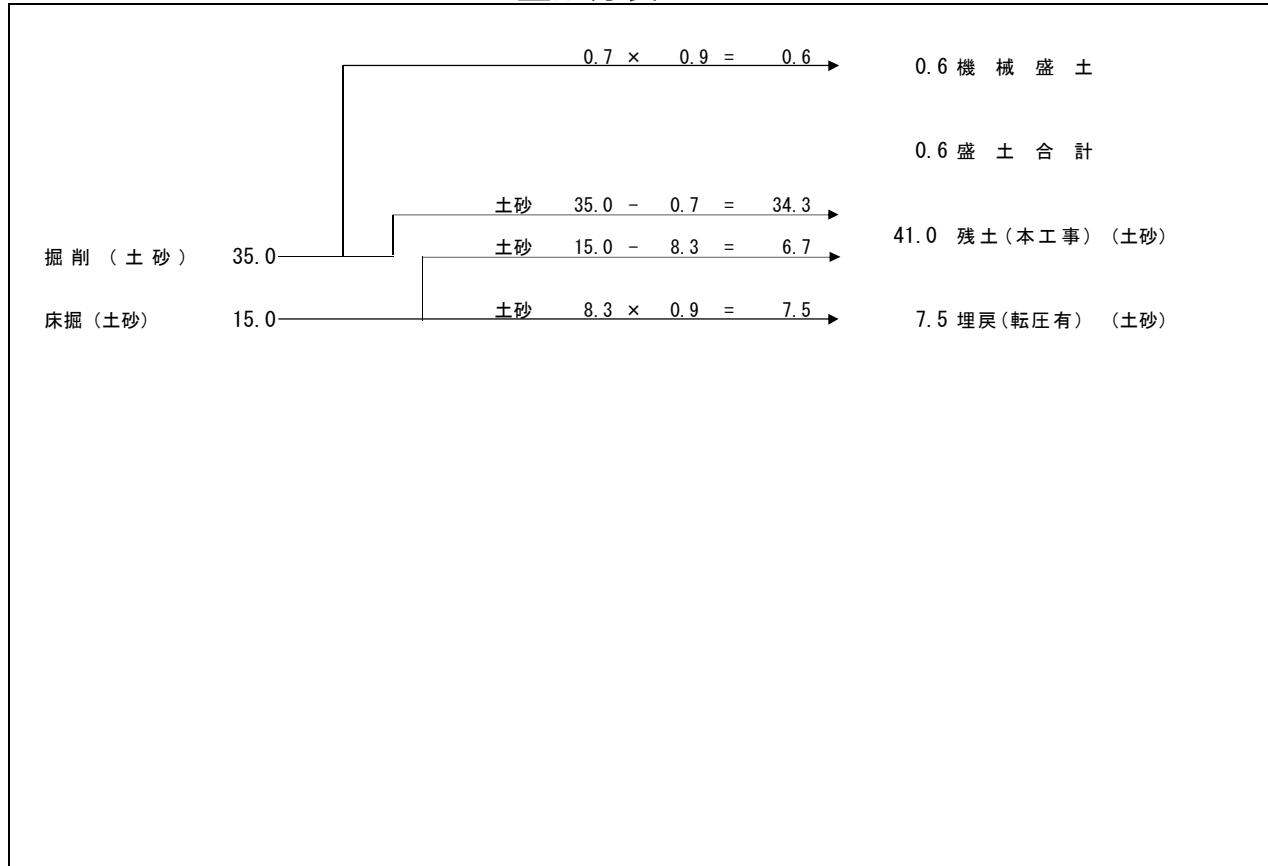 0.7 × 0.9 = 0.6
0.6 機 械 盛 土
0.6 盛 土 合 計
土砂 35.0 - 0.7 = 34.3
掘削（土砂） 35.0
土砂 15.0 - 8.3 = 6.7
41.0 残土(本工事) (土砂)
床掘(土砂) 15.0
土砂 8.3 × 0.9 = 7.5
7.5 埋戻(転圧有) (土砂)